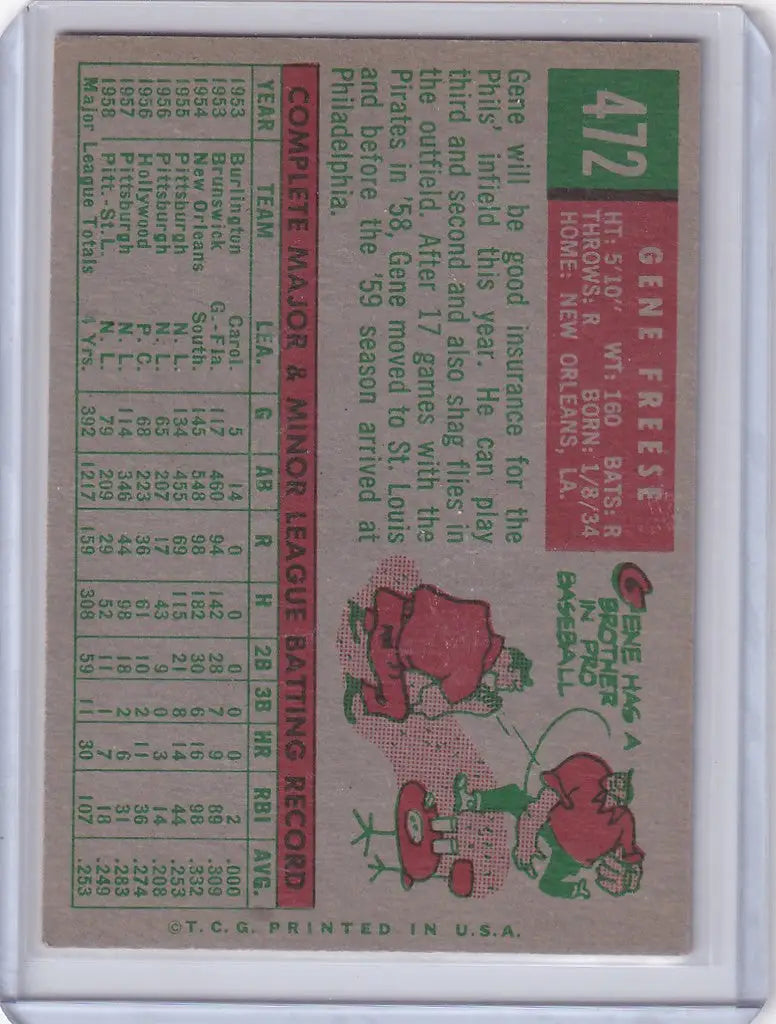 472
GENE FREESE
HT: 5'10" WT: 160 BATS: R
THROWS: R BORN: 1/8/34
HOME: NEW ORLEANS, LA.
Gene will be good insurance for the
Phils' infield this year. He can play
third and second and also shag flies in
the outfield. After 17 games with the
Pirates in '58, Gene moved to St. Louis
and before the '59 season arrived at
Philadelphia.
GENE HAS A
BROTHER
IN PRO
BASEBALL
COMPLETE MAJOR & MINOR LEAGUE BATTING RECORD
YEAR TEAM LEA. G AB R H 2B 3B HR RBI AVG.
1953 Burlington Carol. 5 14 0 0 0 0 0 2 .000
1953 Brunswick G.-Fla 117 460 94 142 28 7 9 89 .309
1954 New Orleans South. 145 548 98 182 30 6 16 98 .332
1955 Pittsburgh N. L. 134 455 69 115 21 8 14 44 .253
1956 Pittsburgh N. L. 65 207 17 43 9 0 3 14 .208
1956 Hollywood P. C. 68 223 36 61 10 2 11 36 .274
1957 Pittsburgh N. L. 114 346 44 98 18 2 6 31 .283
1958 Pitt.-St.L. N. L. 79 209 29 52 11 1 7 18 .249
Major League Totals 4 Yrs. 392 1217 159 308 59 11 30 107 .253
©T. C. G. PRINTED IN U.S.A.